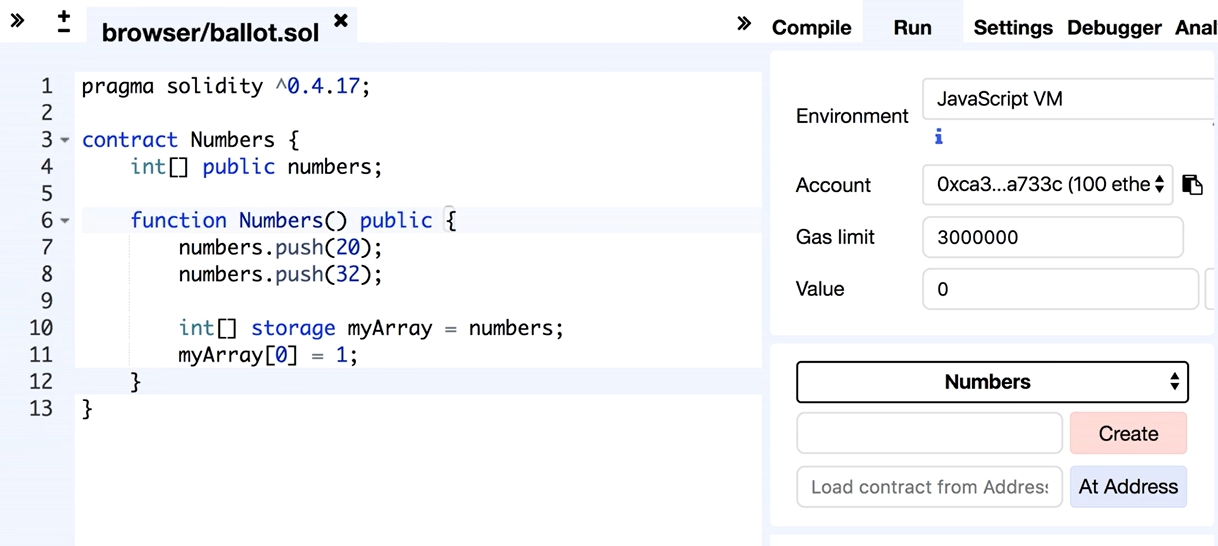 browser/ballot.sol
Compile Run Settings Debugger Anal
1 pragma solidity ^0.4.17;
2
3 contract Numbers {
4 int[] public numbers;
5
6 function Numbers() public {
7 numbers.push(20);
8 numbers.push(32);
9
10 int[] storage myArray = numbers;
11 myArray[0] = 1;
12 }
13 }
Environment JavaScript VM
Account 0xca3...a733c (100 ethe
Gas limit 3000000
Value 0
Numbers
Create
Load contract from Address At Address